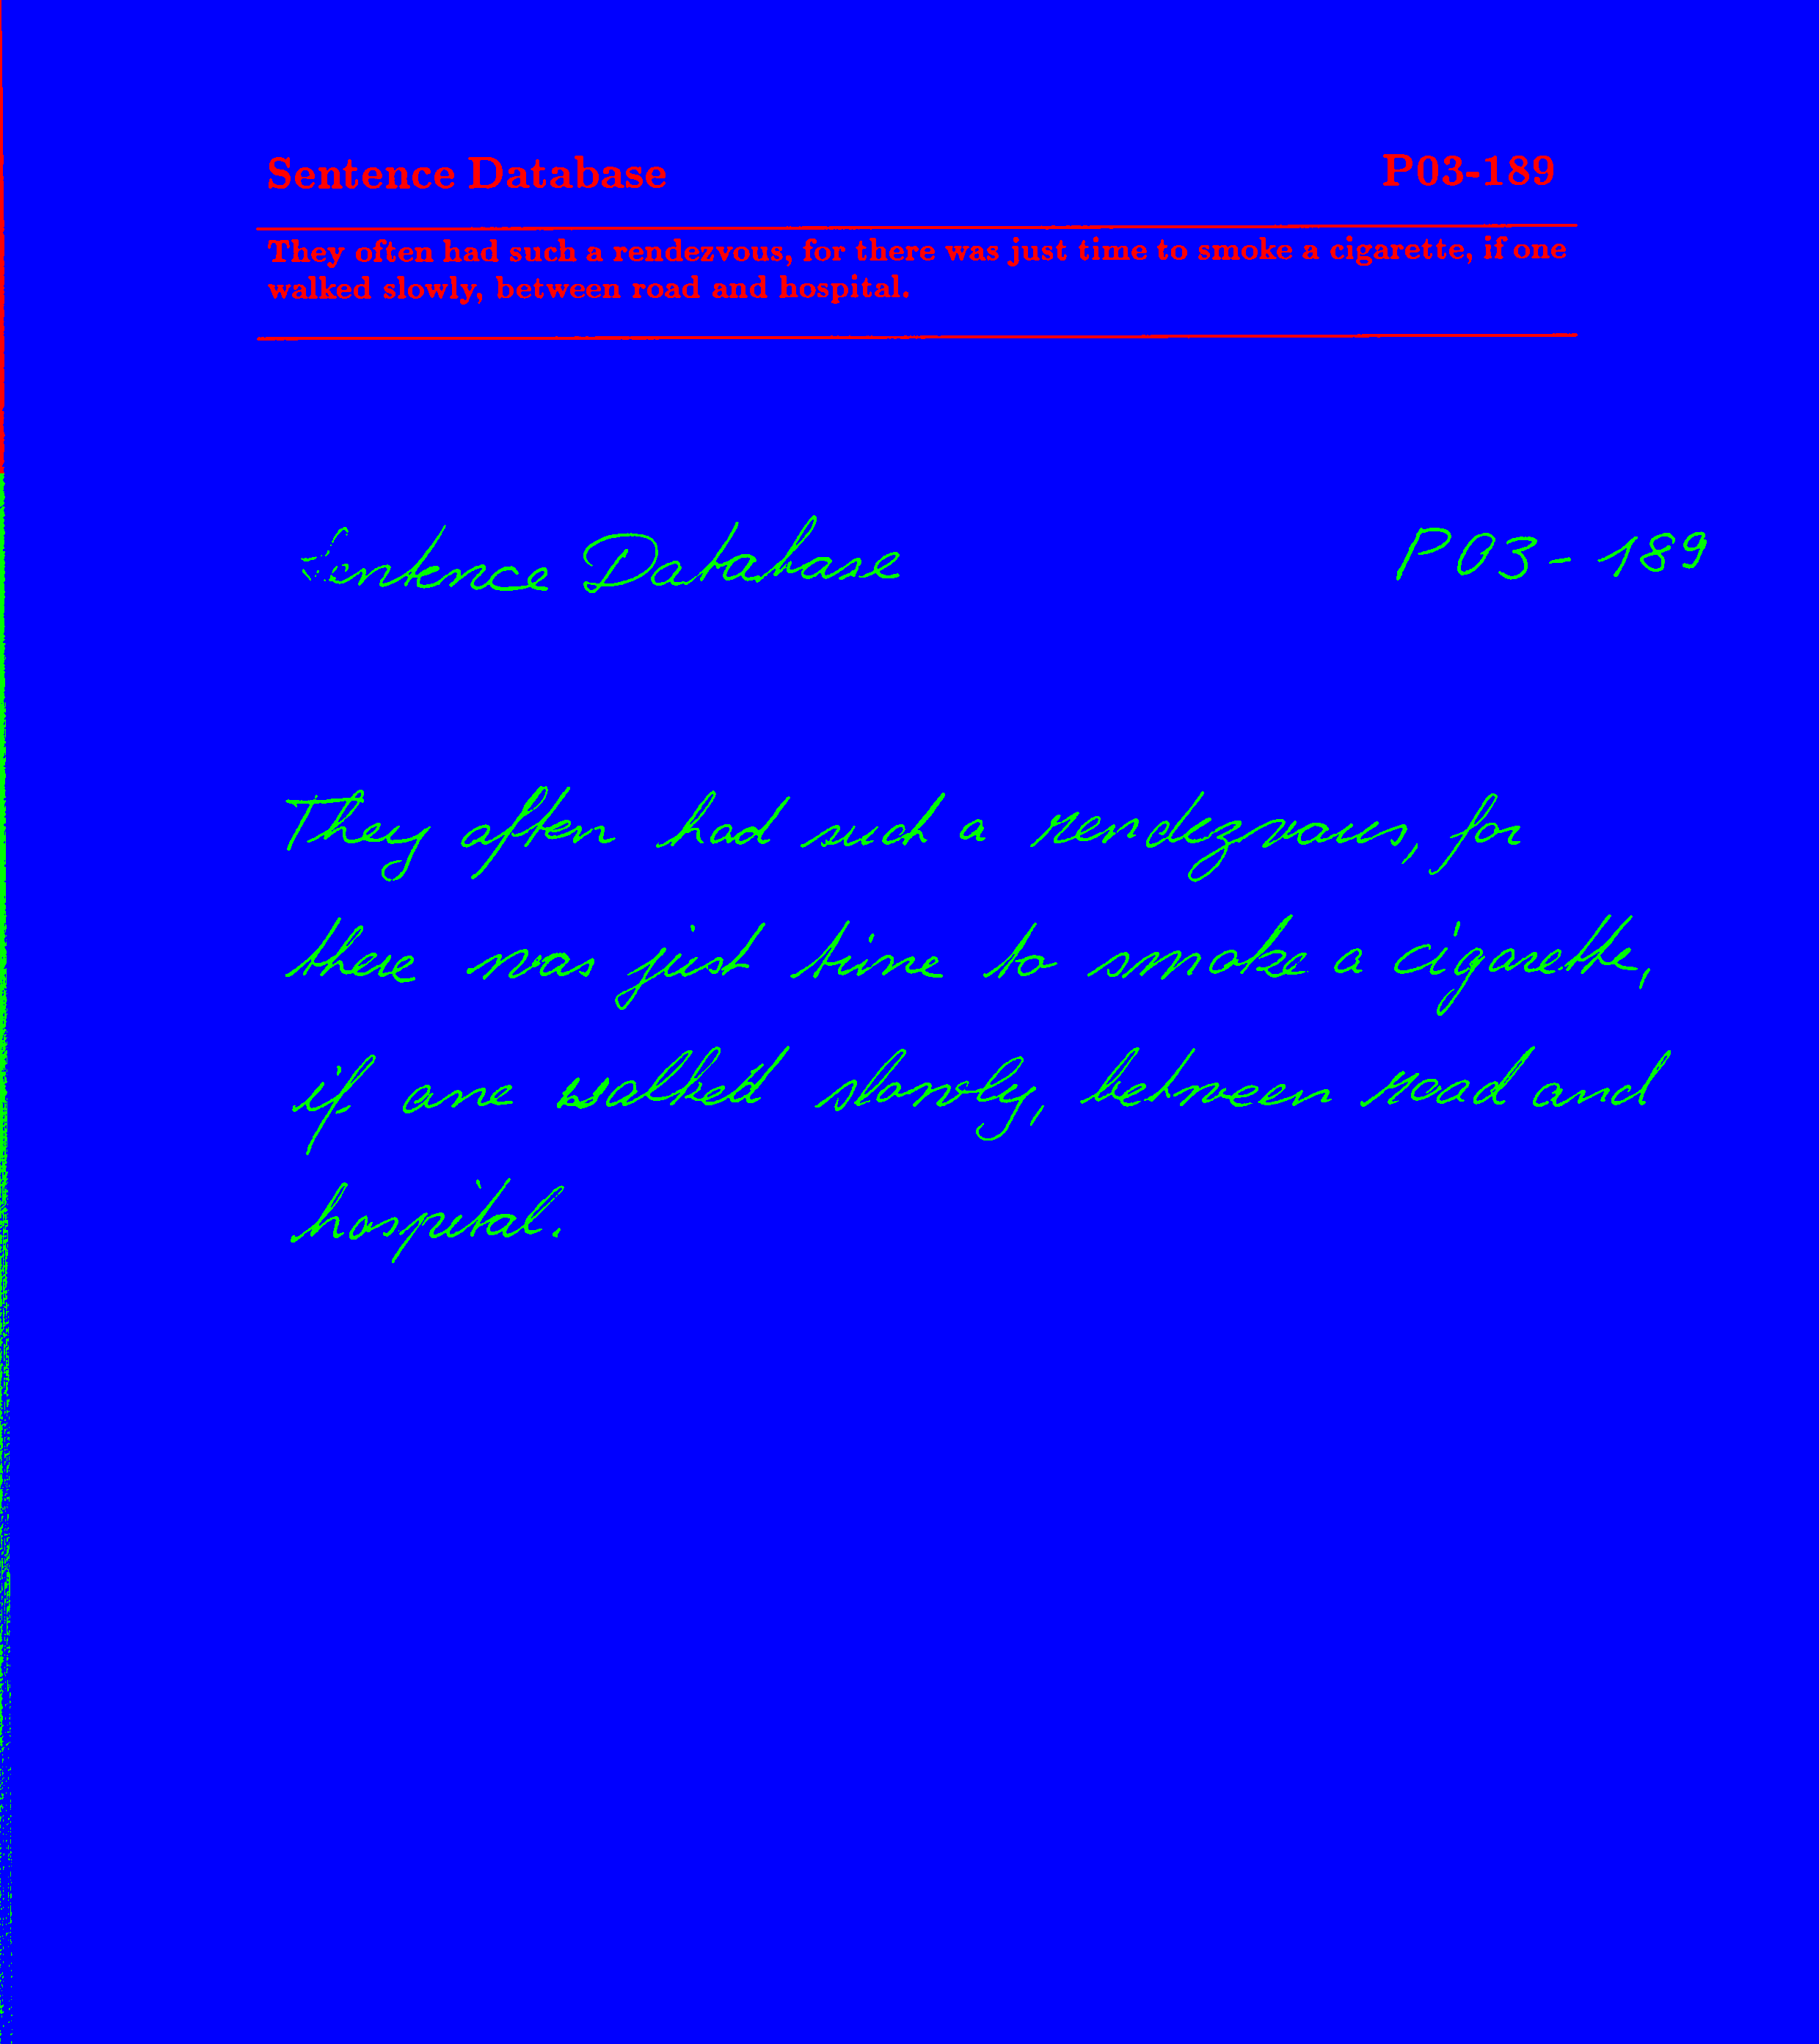 Sentence Database P03-189
They often had such a rendezvous, for there was just time to smoke a cigarette, if one
walked slowly, between road and hospital.
Sentence Database P03-189
They often had such a rendezvous, for
there was just time to smoke a cigarette,
if one walked slowly, between road and
hospital.